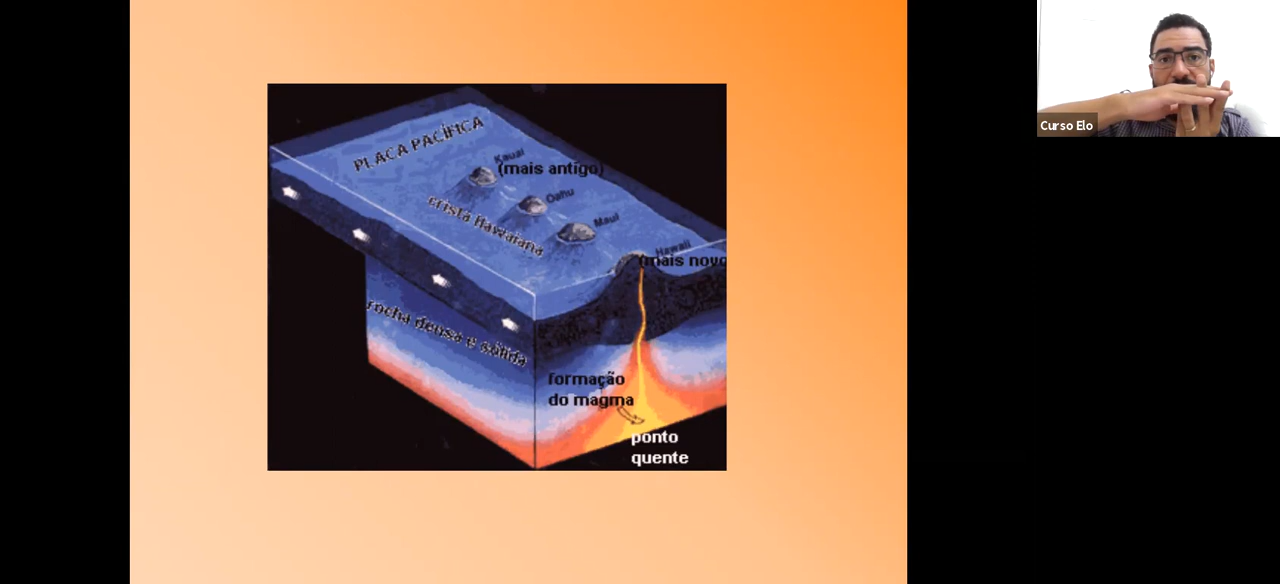 PLACA PACÍFICA
Kauai
(mais antigo)
Oahu
crista Hawaiana
Maui
Hawaii
(mais novo
rocha densa e sólida
formação
do magma
ponto
quente
Curso Elo